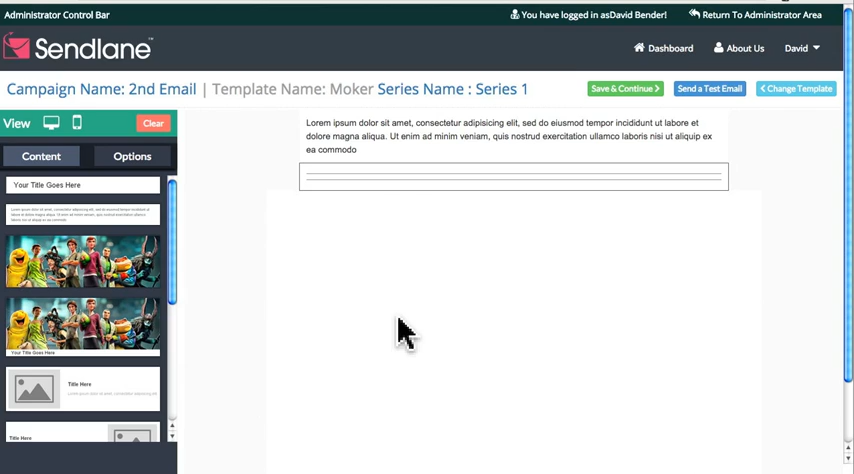 Administrator Control Bar
You have logged in asDavid Bender!
Return To Administrator Area
Sendlane™
Dashboard
About Us
David
Campaign Name: 2nd Email | Template Name: Moker Series Name : Series 1
Save & Continue
Send a Test Email
Change Template
View
Clear
Content
Options
Your Title Goes Here
Your Title Goes Here
Title Here
Title Here
Lorem ipsum dolor sit amet, consectetur adipisicing elit, sed do eiusmod tempor incididunt ut labore et
dolore magna aliqua. Ut enim ad minim veniam, quis nostrud exercitation ullamco laboris nisi ut aliquip ex
ea commodo